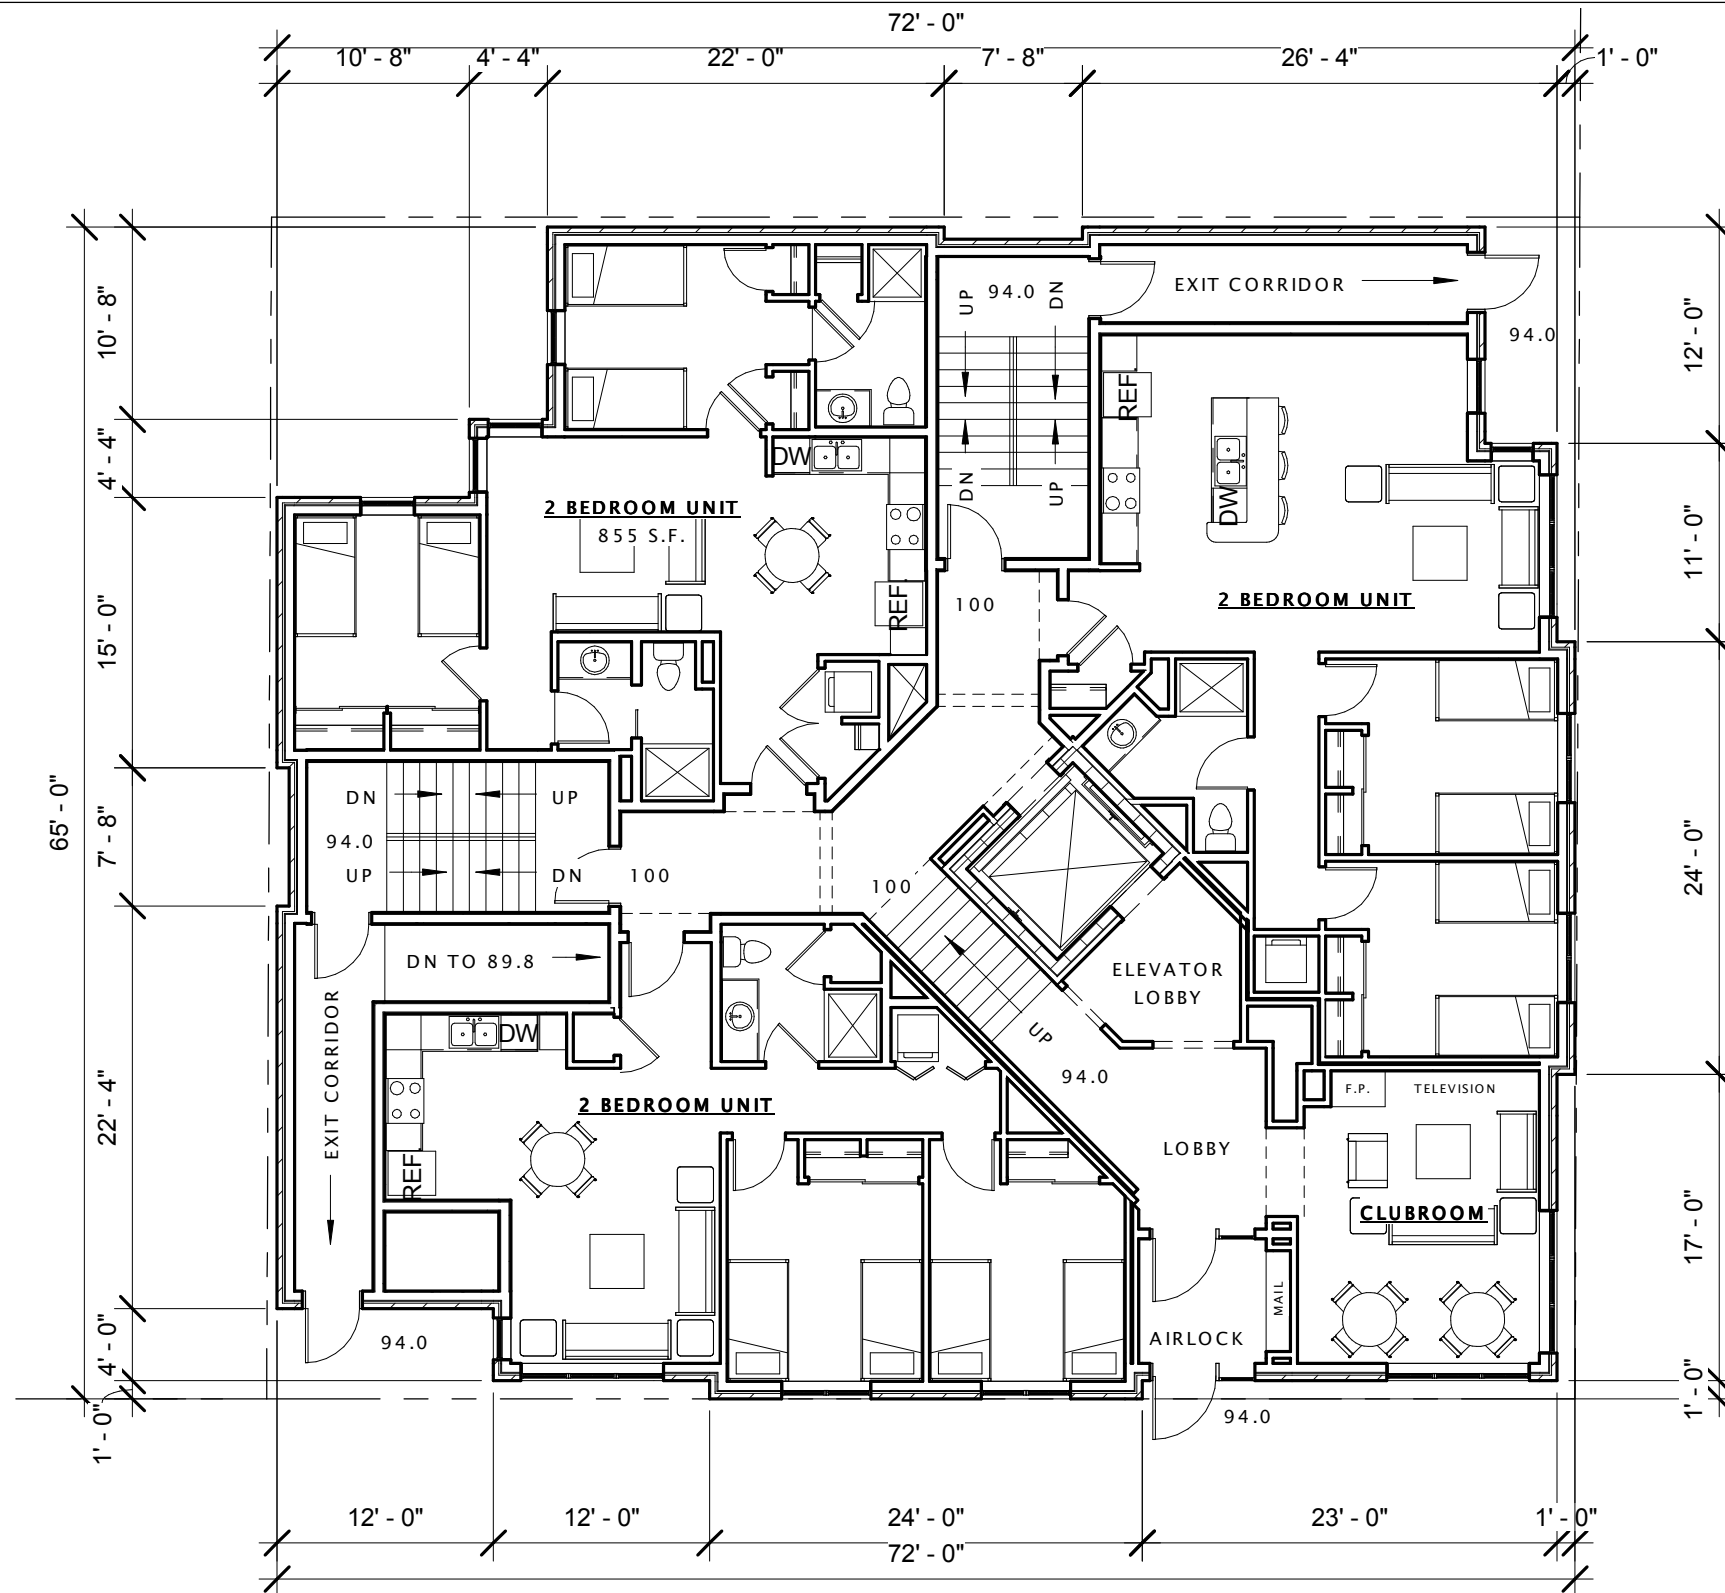 72' - 0"
10' - 8"
4' - 4"
22' - 0"
7' - 8"
26' - 4"
1' - 0"
UP
94.0
DN
EXIT CORRIDOR
94.0
10' - 8"
12' - 0"
REF
4' - 4"
DW
DN
UP
DW
2 BEDROOM UNIT
855 S.F.
11' - 0"
15' - 0"
REF
100
2 BEDROOM UNIT
65' - 0"
7' - 8"
DN
UP
94.0
UP
DN
100
100
24' - 0"
DN TO 89.8
ELEVATOR
LOBBY
EXIT CORRIDOR
DW
UP
94.0
22' - 4"
2 BEDROOM UNIT
F.P.
TELEVISION
REF
LOBBY
CLUBROOM
17' - 0"
MAIL
94.0
AIRLOCK
4' - 0"
1' - 0"
94.0
1' - 0"
12' - 0"
12' - 0"
24' - 0"
23' - 0"
1' - 0"
72' - 0"